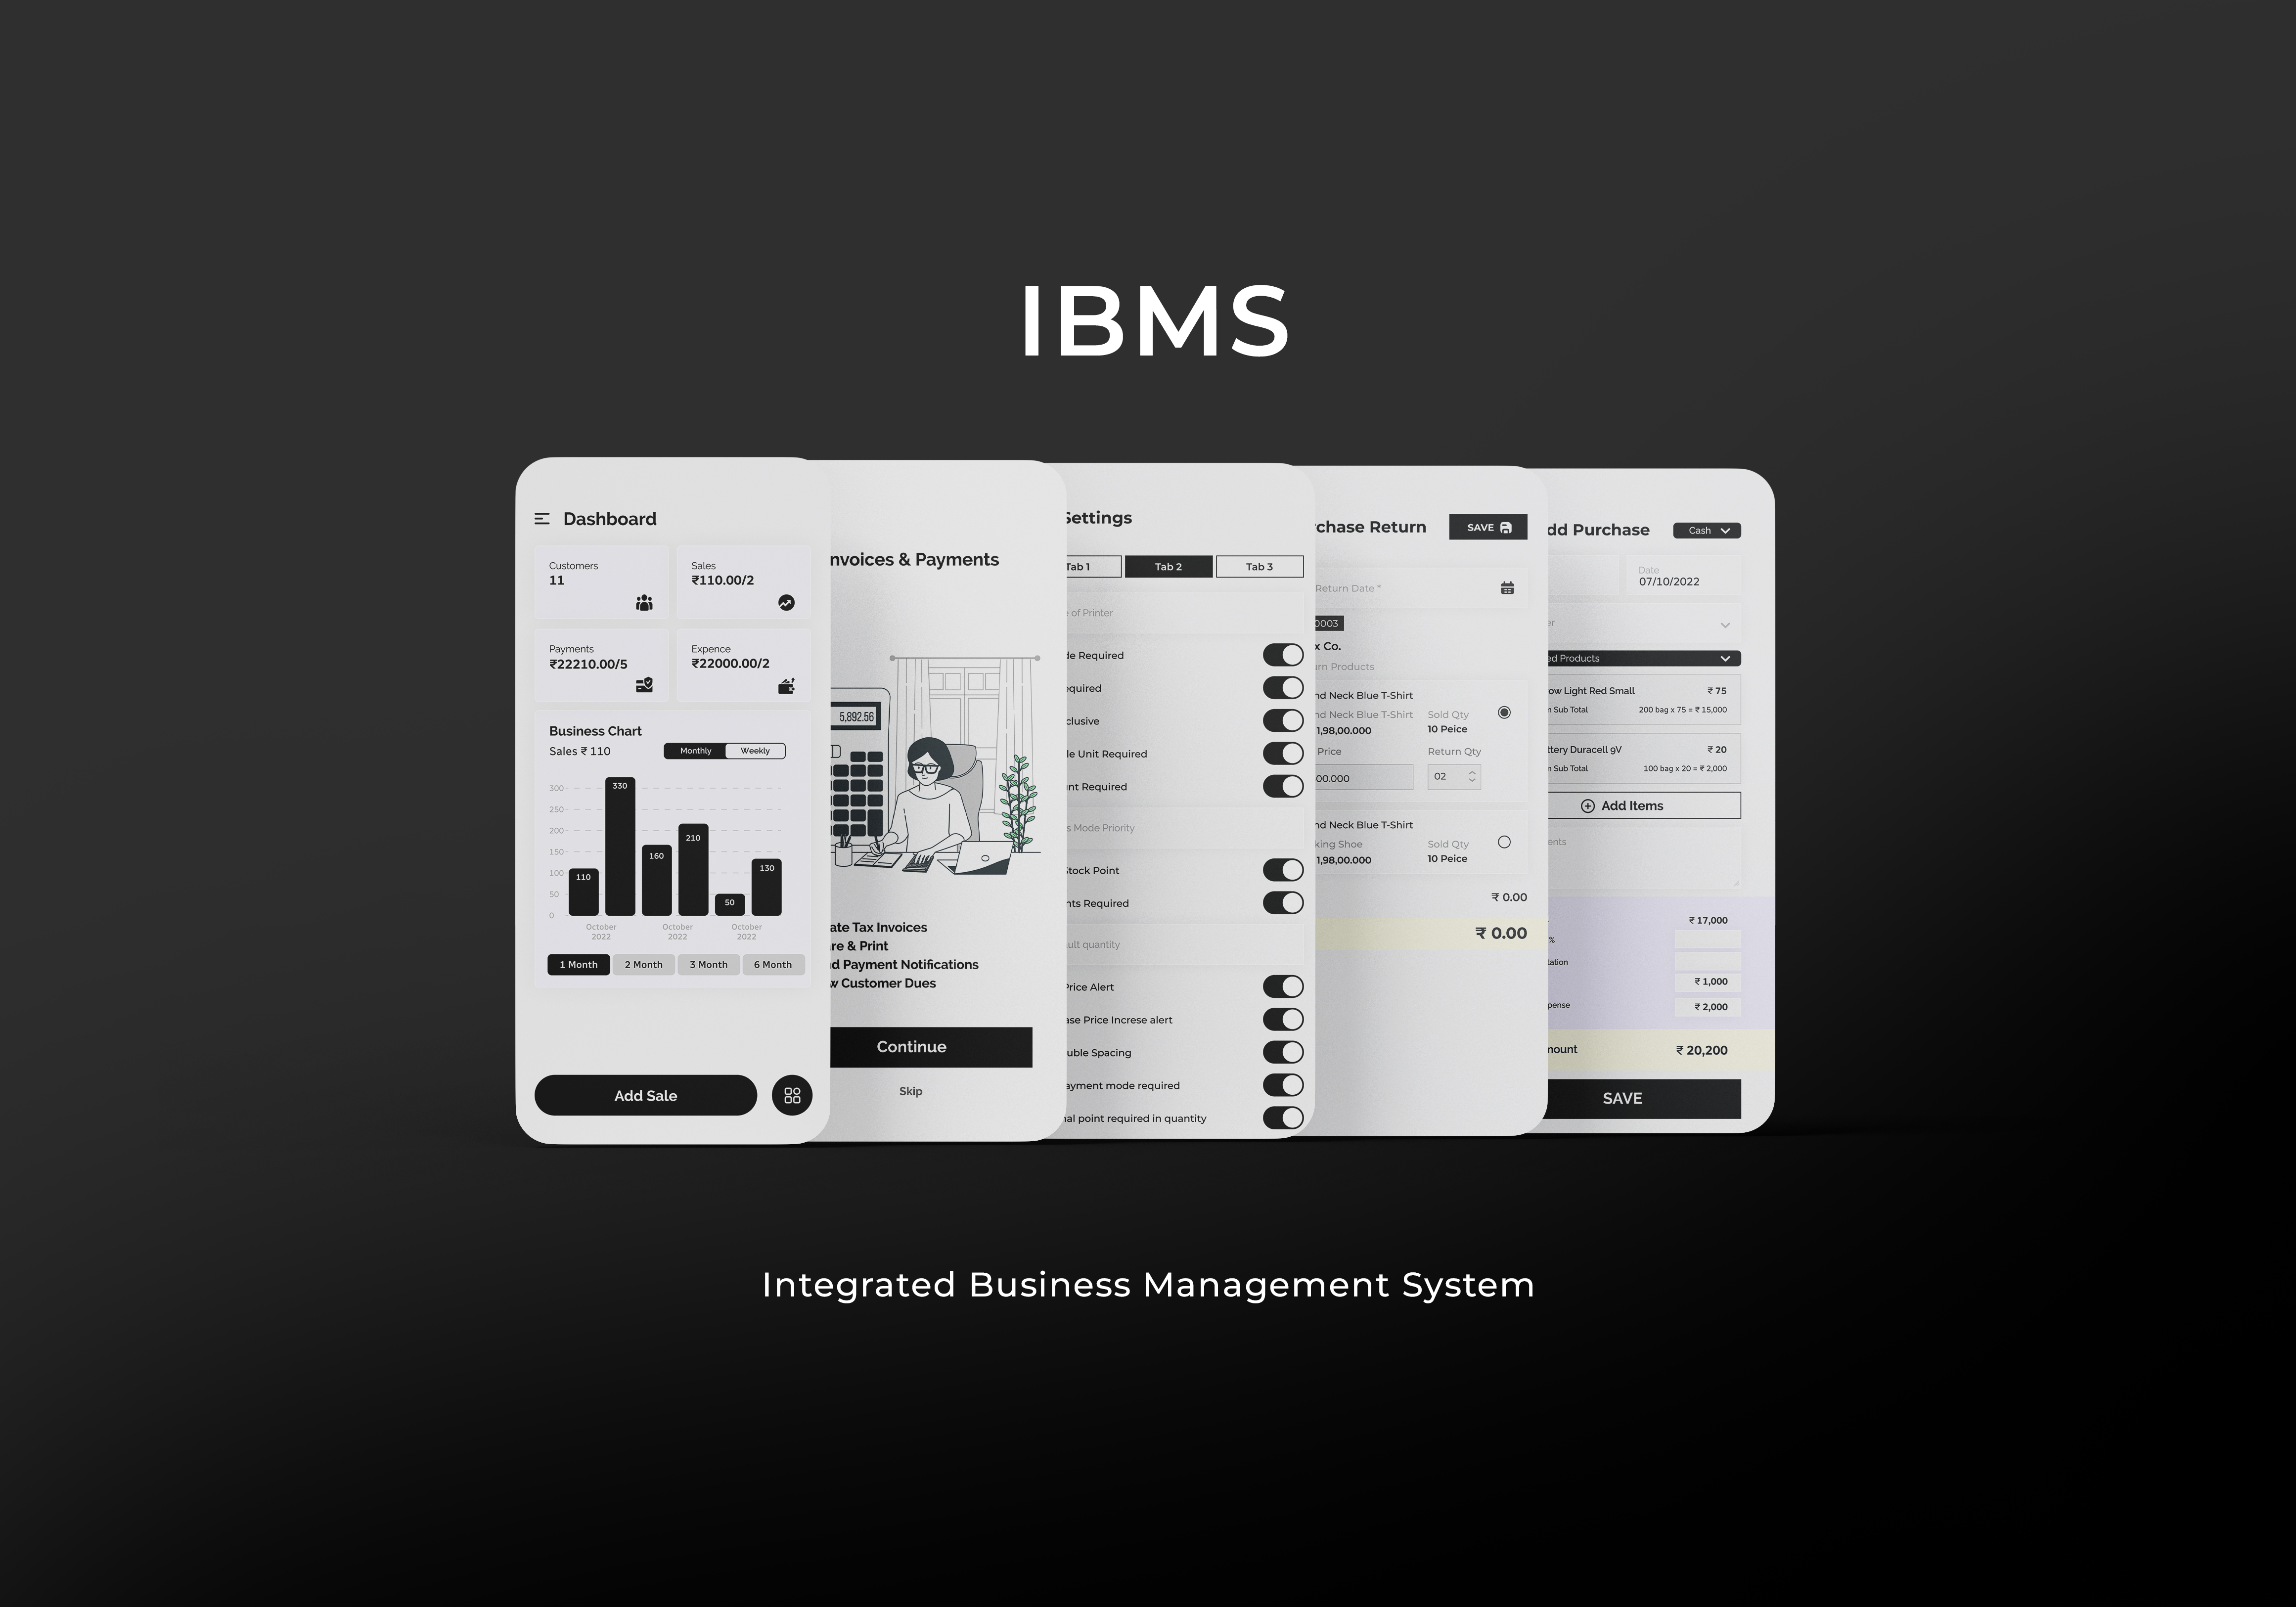 IBMS
Dashboard
Customers
11
Sales
₹110.00/2
Payments
₹22210.00/5
Expence
₹22000.00/2
Business Chart
Sales ₹ 110
Monthly
Weekly
300
250
200
150
100
50
0
110
330
160
210
50
130
October
2022
October
2022
October
2022
1 Month
2 Month
3 Month
6 Month
Add Sale
nvoices & Payments
5,892.56
ate Tax Invoices
re & Print
d Payment Notifications
w Customer Dues
Continue
Skip
Settings
Tab 1
Tab 2
Tab 3
e of Printer
de Required
equired
clusive
le Unit Required
unt Required
s Mode Priority
Stock Point
nts Required
ult quantity
Price Alert
ase Price Increse alert
uble Spacing
ayment mode required
nal point required in quantity
rchase Return
SAVE
Return Date *
0003
x Co.
urn Products
nd Neck Blue T-Shirt
nd Neck Blue T-Shirt
Sold Qty
1,98,00.000
10 Peice
Price
Return Qty
00.000
02
nd Neck Blue T-Shirt
king Shoe
Sold Qty
1,98,00.000
10 Peice
₹ 0.00
₹ 0.00
dd Purchase
Cash
Date
07/10/2022
er
ed Products
ow Light Red Small
₹ 75
n Sub Total
200 bag x 75 = ₹ 15,000
ttery Duracell 9V
₹ 20
n Sub Total
100 bag x 20 = ₹ 2,000
Add Items
ents
₹ 17,000
%
tation
₹ 1,000
pense
₹ 2,000
mount
₹ 20,200
SAVE
Integrated Business Management System